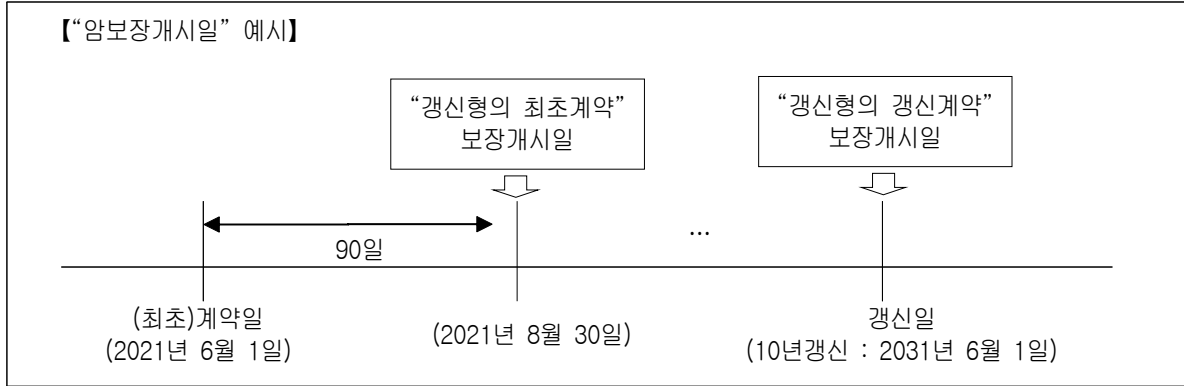 【“암보장개시일” 예시】
“갱신형의 최초계약”
보장개시일
“갱신형의 갱신계약”
보장개시일
90일
...
(최초)계약일
(2021년 6월 1일)
(2021년 8월 30일)
갱신일
(10년갱신 : 2031년 6월 1일)